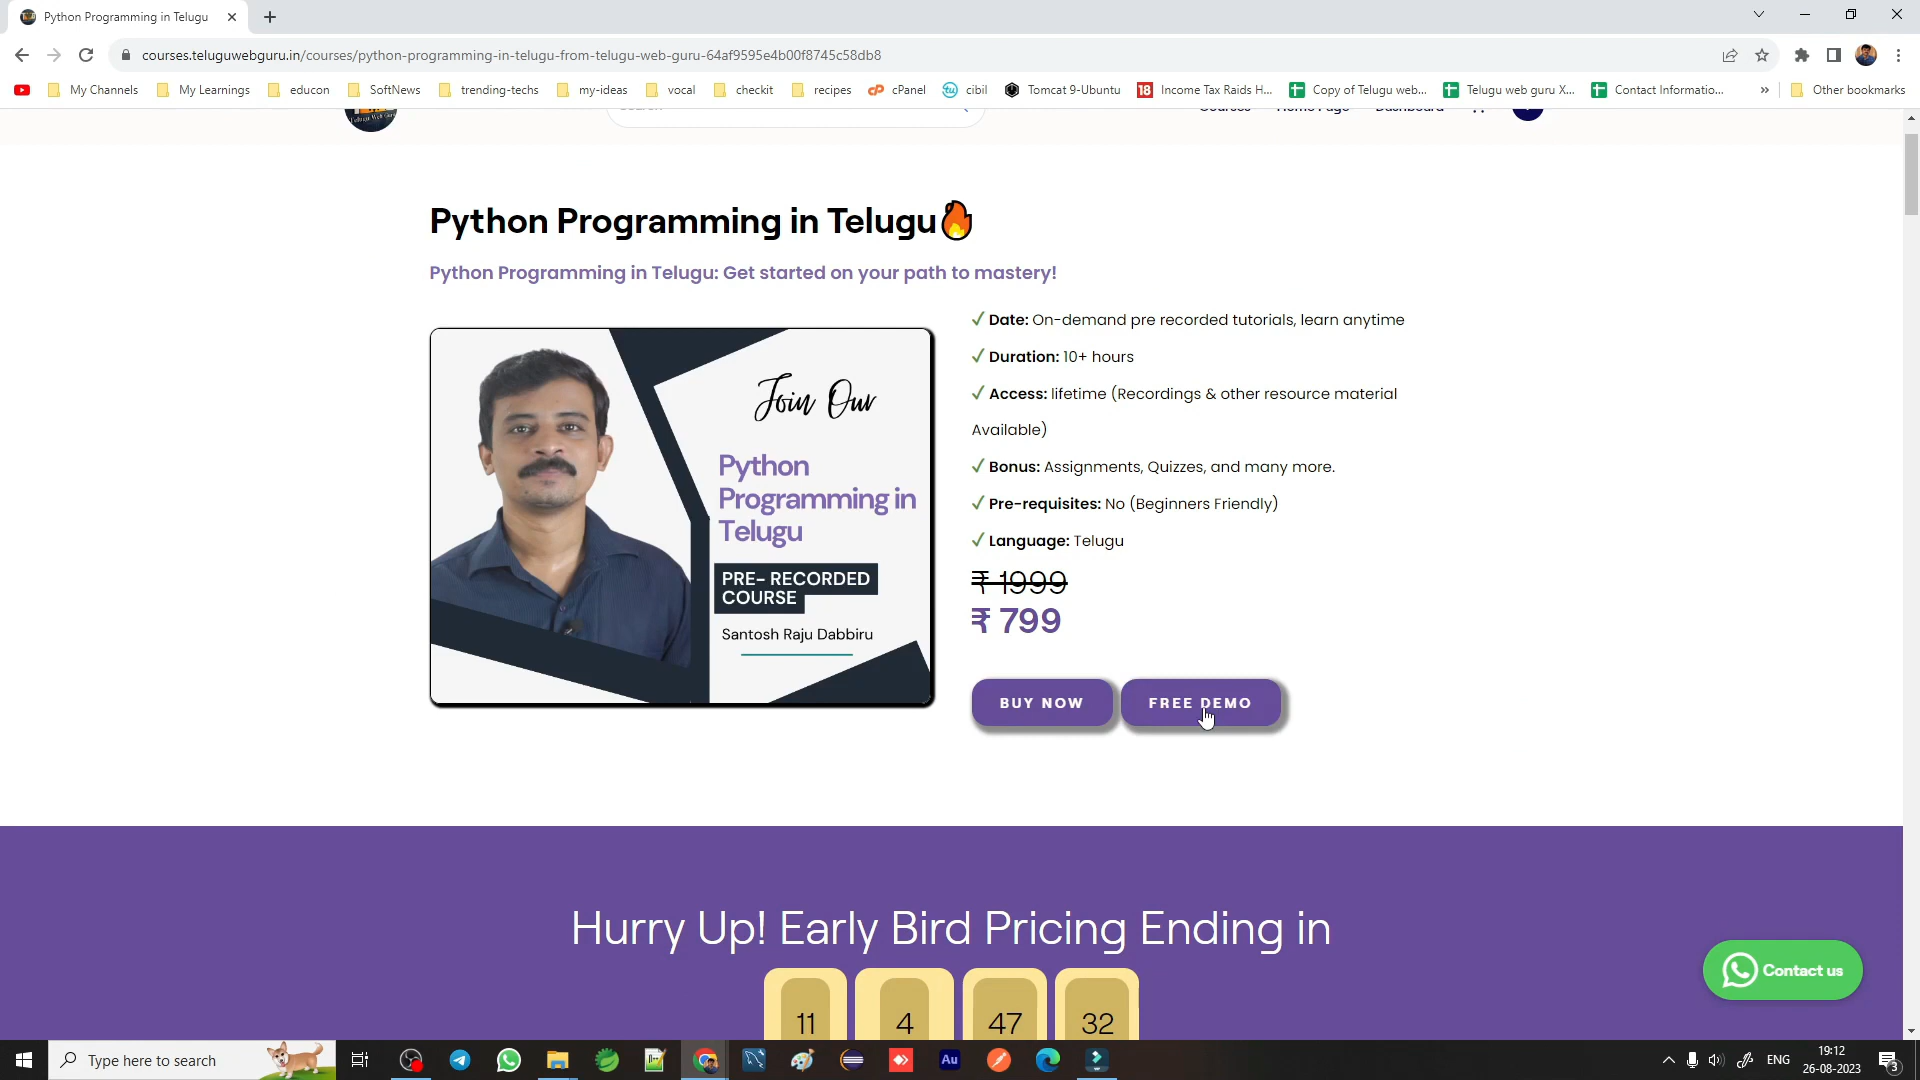 Python Programming in Telugu
courses.teluguwebguru.in/courses/python-programming-in-telugu-from-telugu-web-guru-64af9595e4b00f8745c58db8
My Channels
My Learnings
educon
SoftNews
trending-techs
my-ideas
vocal
checkit
recipes
cPanel
cibil
Tomcat 9-Ubuntu
Income Tax Raids H...
Copy of Telugu web...
Telugu web guru X...
Contact Informatio...
»
Other bookmarks
Courses
Home Page
Dashboard
Python Programming in Telugu🔥
Python Programming in Telugu: Get started on your path to mastery!
✓ Date: On-demand pre recorded tutorials, learn anytime
✓ Duration: 10+ hours
✓ Access: lifetime (Recordings & other resource material
Available)
✓ Bonus: Assignments, Quizzes, and many more.
✓ Pre-requisites: No (Beginners Friendly)
✓ Language: Telugu
₹ 1999
₹ 799
BUY NOW
FREE DEMO
Join Our
Python
Programming in
Telugu
PRE- RECORDED
COURSE
Santosh Raju Dabbiru
Hurry Up! Early Bird Pricing Ending in
11 4 47 32
Contact us
Type here to search
Au
ENG
19:12
26-08-2023
3